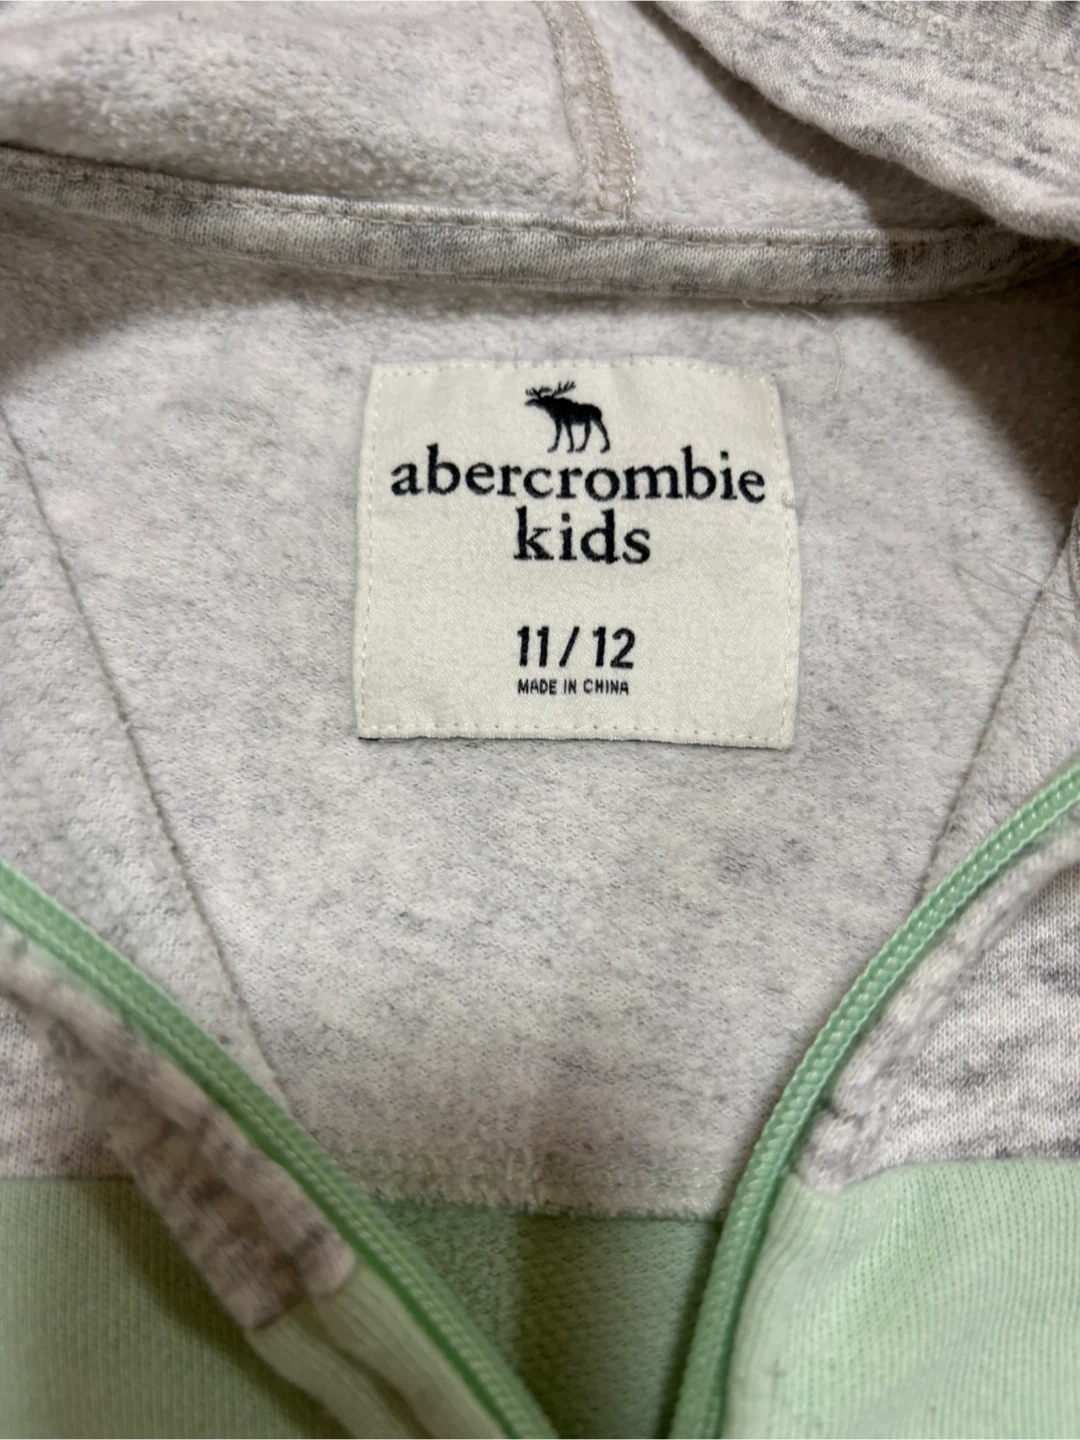 abercrombie
kids
11 / 12
MADE IN CHINA